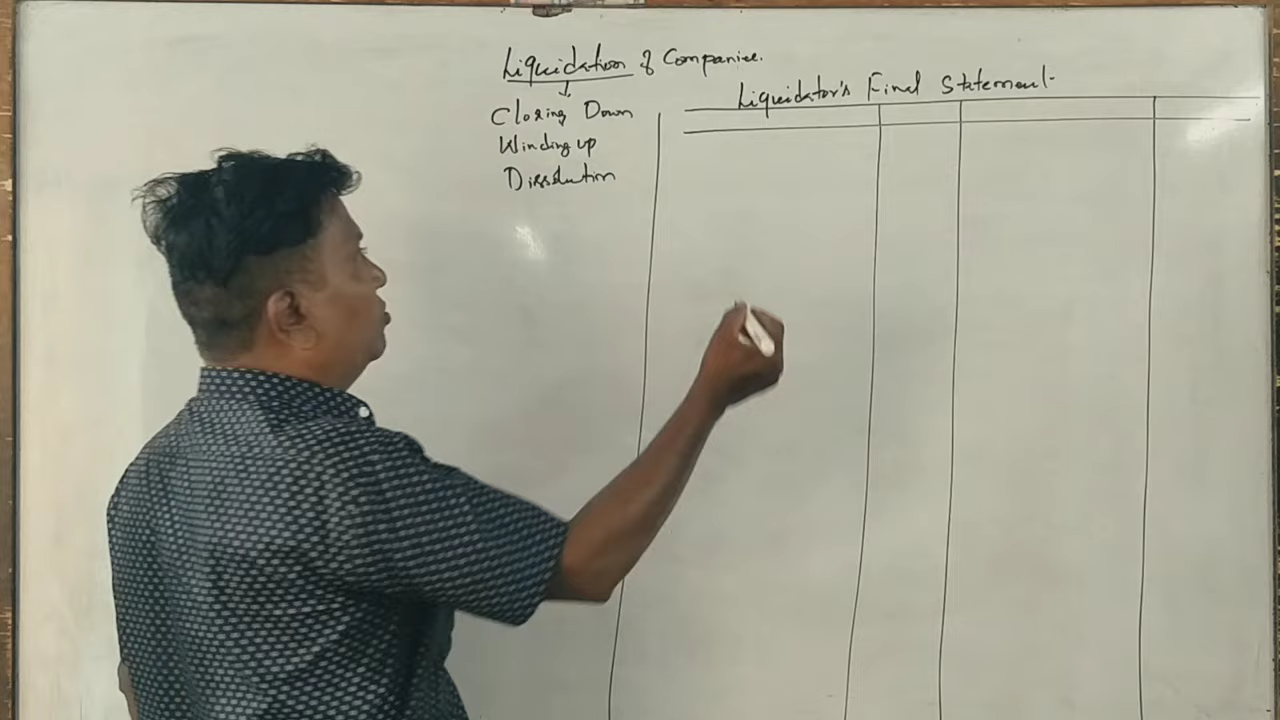 Liquidation of Companies.
Closing Down
Winding up
Dissolution
Liquidator's Final Statement